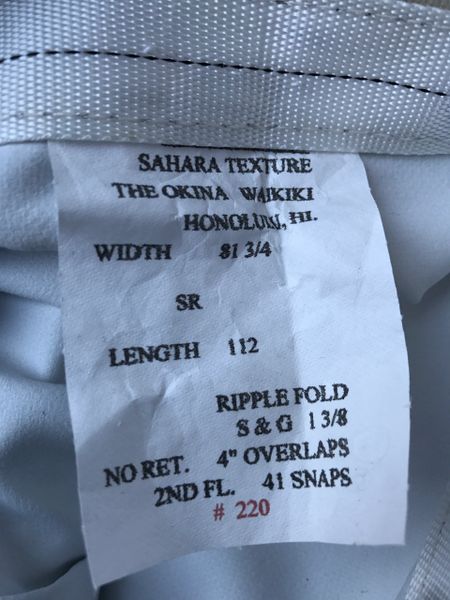 SAHARA TEXTURE
THE OKINA WAIKIKI
HONOLULU, HI.
WIDTH 81 3/4
SR
LENGTH 112
RIPPLE FOLD
S & G 1 3/8
NO RET. 4" OVERLAPS
2ND FL. 41 SNAPS
# 220